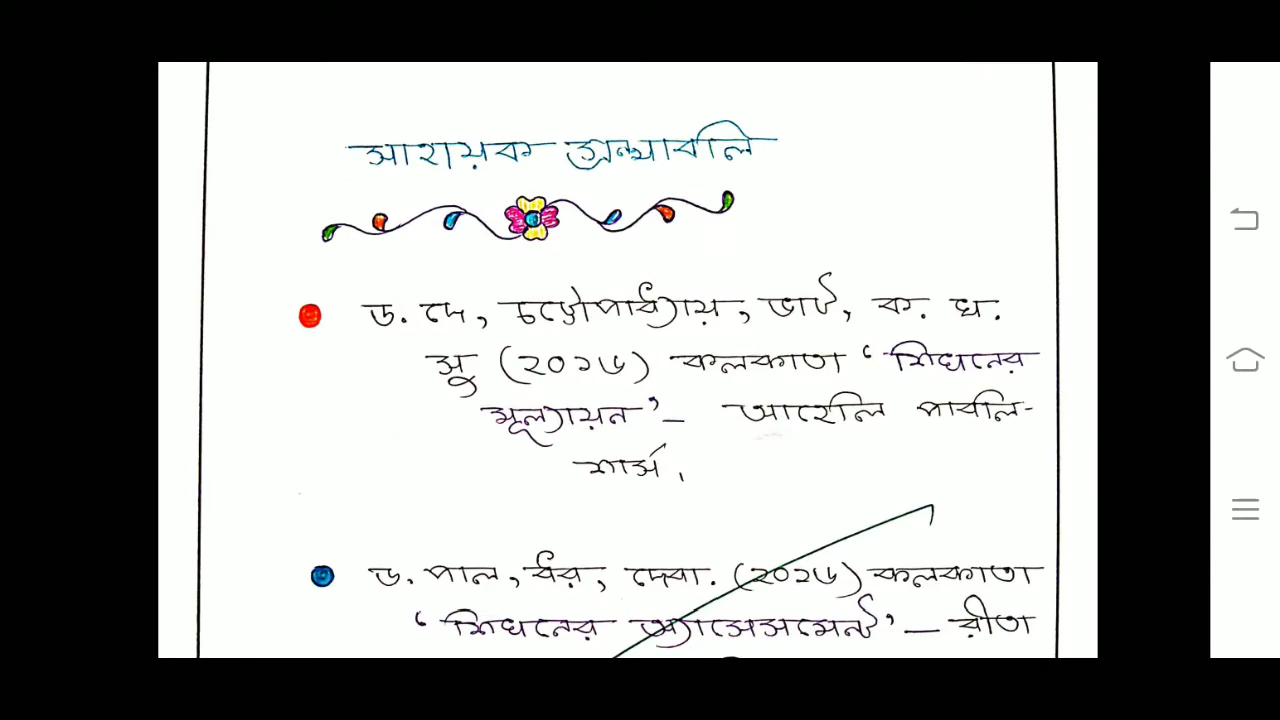 সহায়ক গ্রন্থাবলি
ড. দে, চট্টোপাধ্যায়, ভাট, ক. ঘ.
সু (২০১৬) কলকাতা ‘শিখনের
মূল্যায়ন’ – আহেলি পাবলি-
শার্স।
ড. পাল, ধর, দেবা. (২০১৬) কলকাতা
‘শিখনের অ্যাসেসমেন্ট’ – রীতা